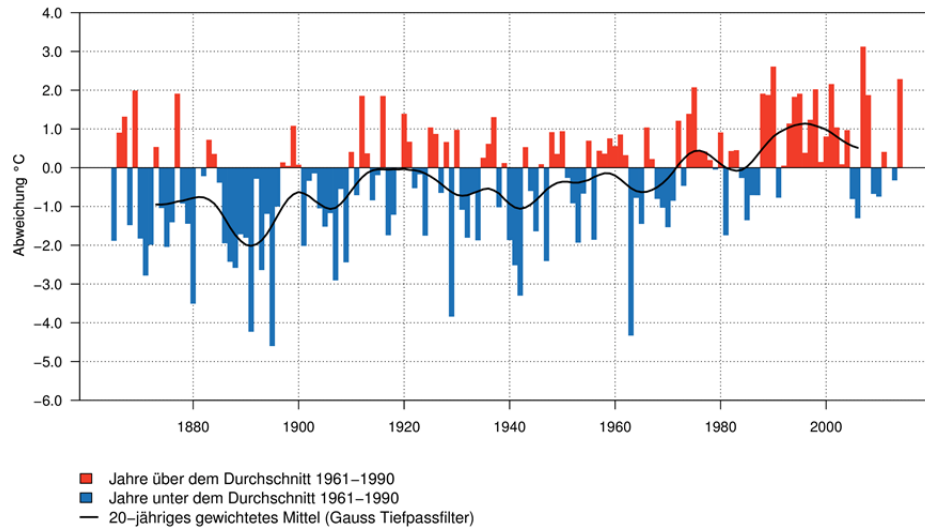 4.0
3.0
2.0
1.0
0.0
−1.0
−2.0
−3.0
−4.0
−5.0
−6.0
Abweichung °C
1880 1900 1920 1940 1960 1980 2000
Jahre über dem Durchschnitt 1961−1990
Jahre unter dem Durchschnitt 1961−1990
20−jähriges gewichtetes Mittel (Gauss Tiefpassfilter)